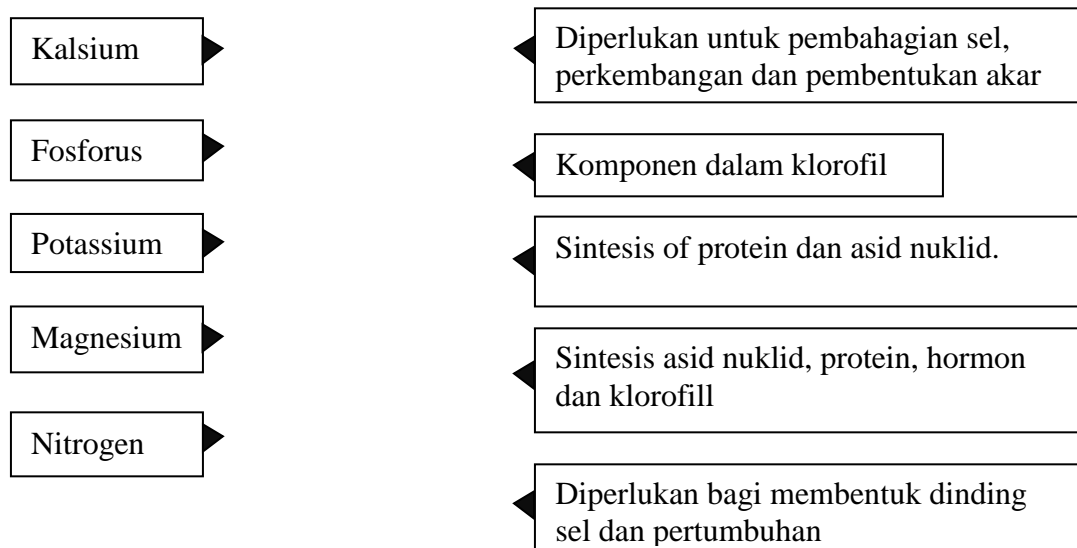 Kalsium
Fosforus
Potassium
Magnesium
Nitrogen
Diperlukan untuk pembahagian sel,
perkembangan dan pembentukan akar
Komponen dalam klorofil
Sintesis of protein dan asid nuklid.
Sintesis asid nuklid, protein, hormon
dan klorofill
Diperlukan bagi membentuk dinding
sel dan pertumbuhan